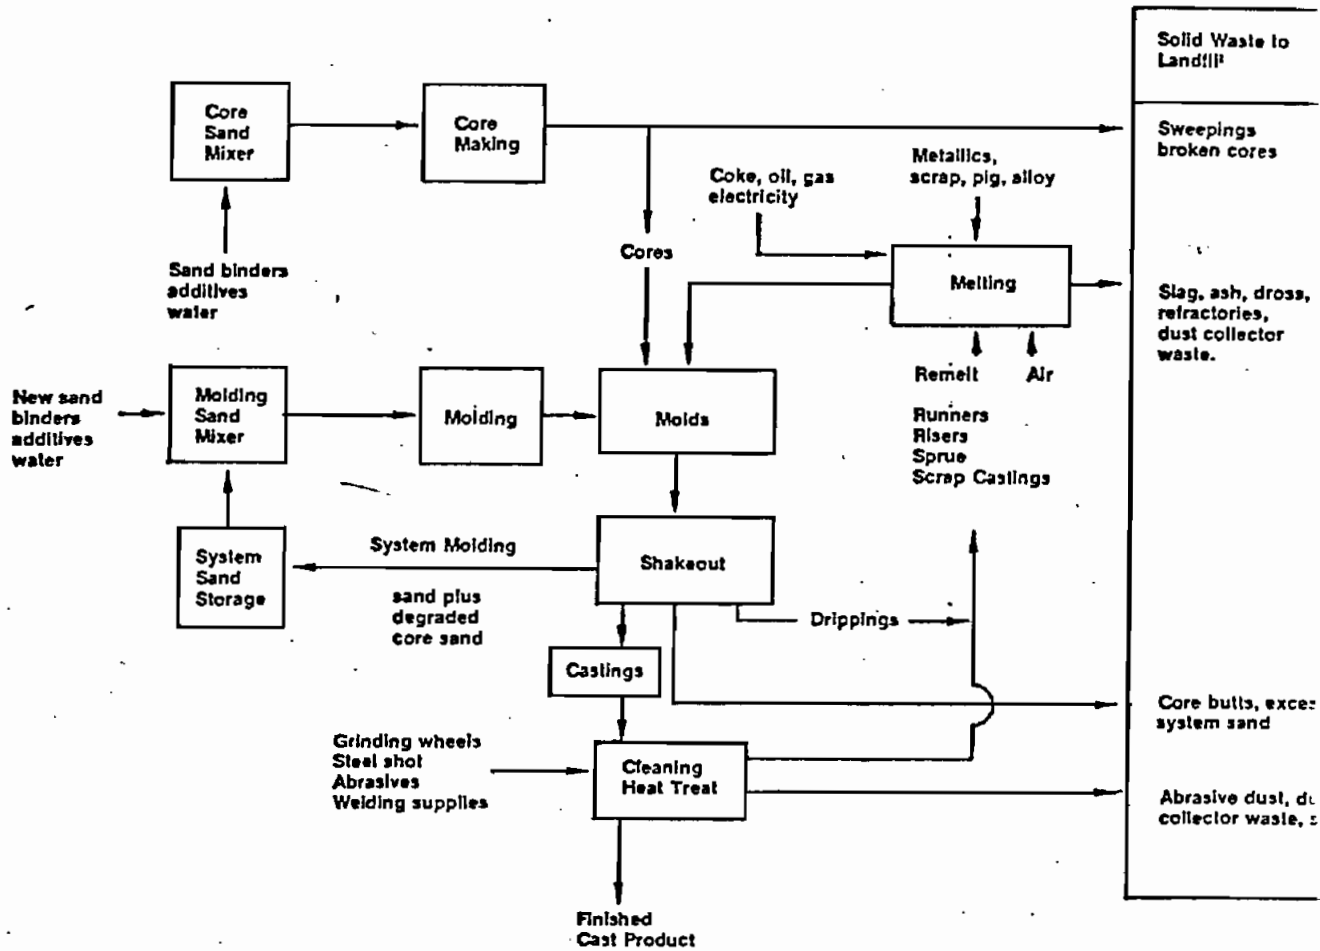 Solid Waste to
Landfill
Core
Sand
Mixer
Core
Making
Sweepings
broken cores
Metallics,
scrap, pig, alloy
Coke, oil, gas
electricity
Cores
Sand binders
additives
water
Melting
Slag, ash, dross,
refractories,
dust collector
waste.
Remelt
Air
New sand
binders
additives
water
Molding
Sand
Mixer
Molding
Molds
Runners
Risers
Sprue
Scrap Castings
System
Sand
Storage
System Molding
sand plus
degraded
core sand
Shakeout
Drippings
Castings
Core butts,
system sand
Grinding wheels
Steel shot
Abrasives
Welding supplies
Cleaning
Heat Treat
Abrasive dust,
collector waste,
Finished
Cast Product